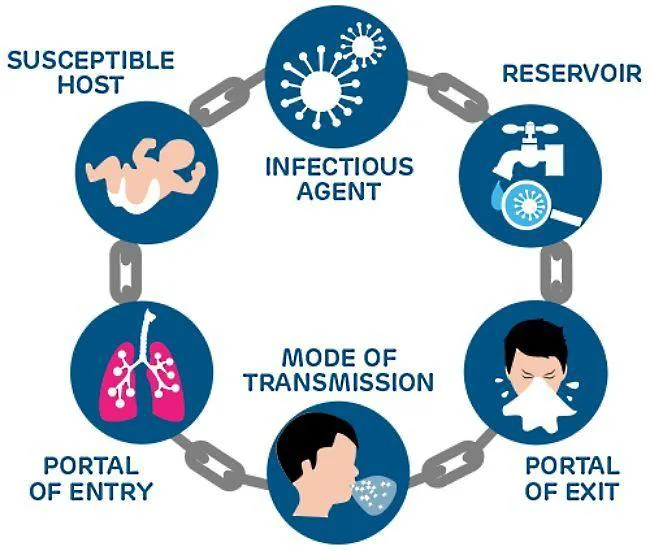 INFECTIOUS
AGENT
RESERVOIR
PORTAL
OF EXIT
MODE OF
TRANSMISSION
PORTAL
OF ENTRY
SUSCEPTIBLE
HOST